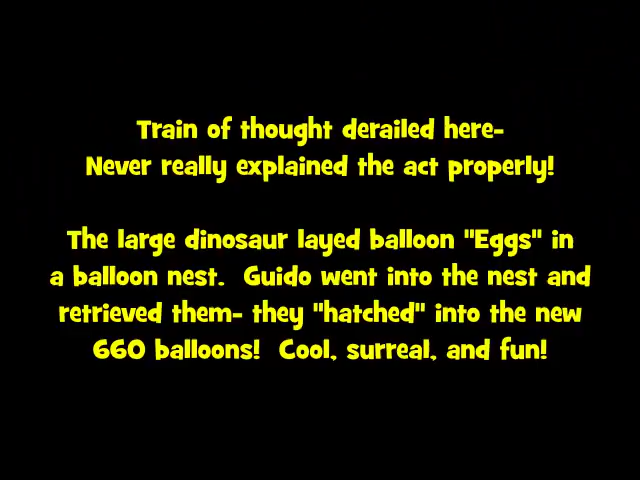 Train of thought derailed here-
Never really explained the act properly!
The large dinosaur layed balloon "Eggs" in
a balloon nest. Guido went into the nest and
retrieved them- they "hatched" into the new
660 balloons! Cool, surreal, and fun!